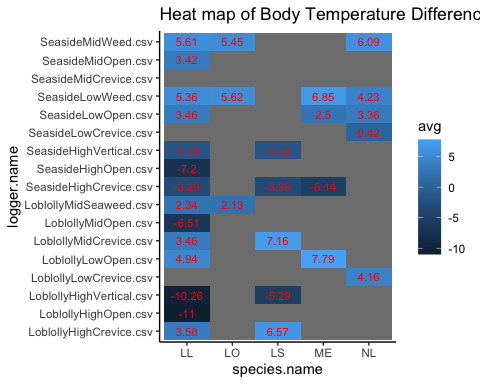 Heat map of Body Temperature Differenc
SeasideMidWeed.csv 5.61 5.45 6.09
SeasideMidOpen.csv 3.42
SeasideMidCrevice.csv
SeasideLowWeed.csv 5.36 5.62 6.85 4.23
SeasideLowOpen.csv 3.46 2.5 3.36
SeasideLowCrevice.csv 0.42
SeasideHighVertical.csv
SeasideHighOpen.csv -7.2
SeasideHighCrevice.csv -5.14
LoblollyMidSeaweed.csv 2.34 2.13
LoblollyMidOpen.csv -6.51
LoblollyMidCrevice.csv 3.46 7.16
LoblollyLowOpen.csv 4.94 7.79
LoblollyLowCrevice.csv 4.16
LoblollyHighVertical.csv -10.26 -5.29
LoblollyHighOpen.csv -11
LoblollyHighCrevice.csv 3.58 6.57
LL LO LS ME NL
species.name
logger.name
avg
5
0
-5
-10